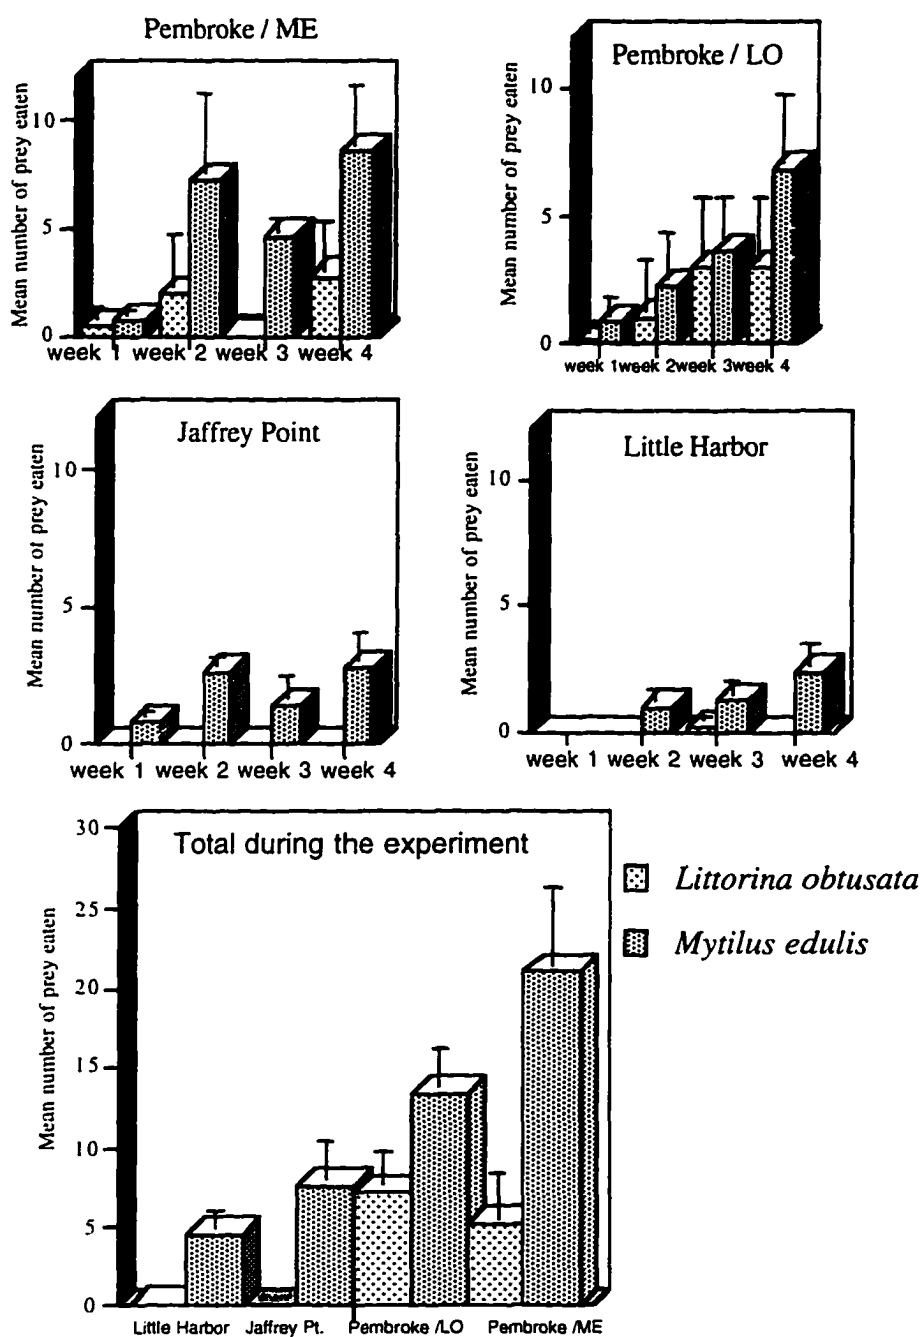 Pembroke / ME
Mean number of prey eaten
10
5
0
week 1 week 2 week 3 week 4
Pembroke / LO
Mean number of prey eaten
10
5
0
week 1week 2week 3week 4
Jaffrey Point
Mean number of prey eaten
10
5
0
week 1 week 2 week 3 week 4
Little Harbor
Mean number of prey eaten
10
5
0
week 1 week 2 week 3 week 4
Total during the experiment
Mean number of prey eaten
30
25
20
15
10
5
0
Little Harbor Jaffrey Pt. Pembroke /LO Pembroke /ME
Littorina obtusata
Mytilus edulis